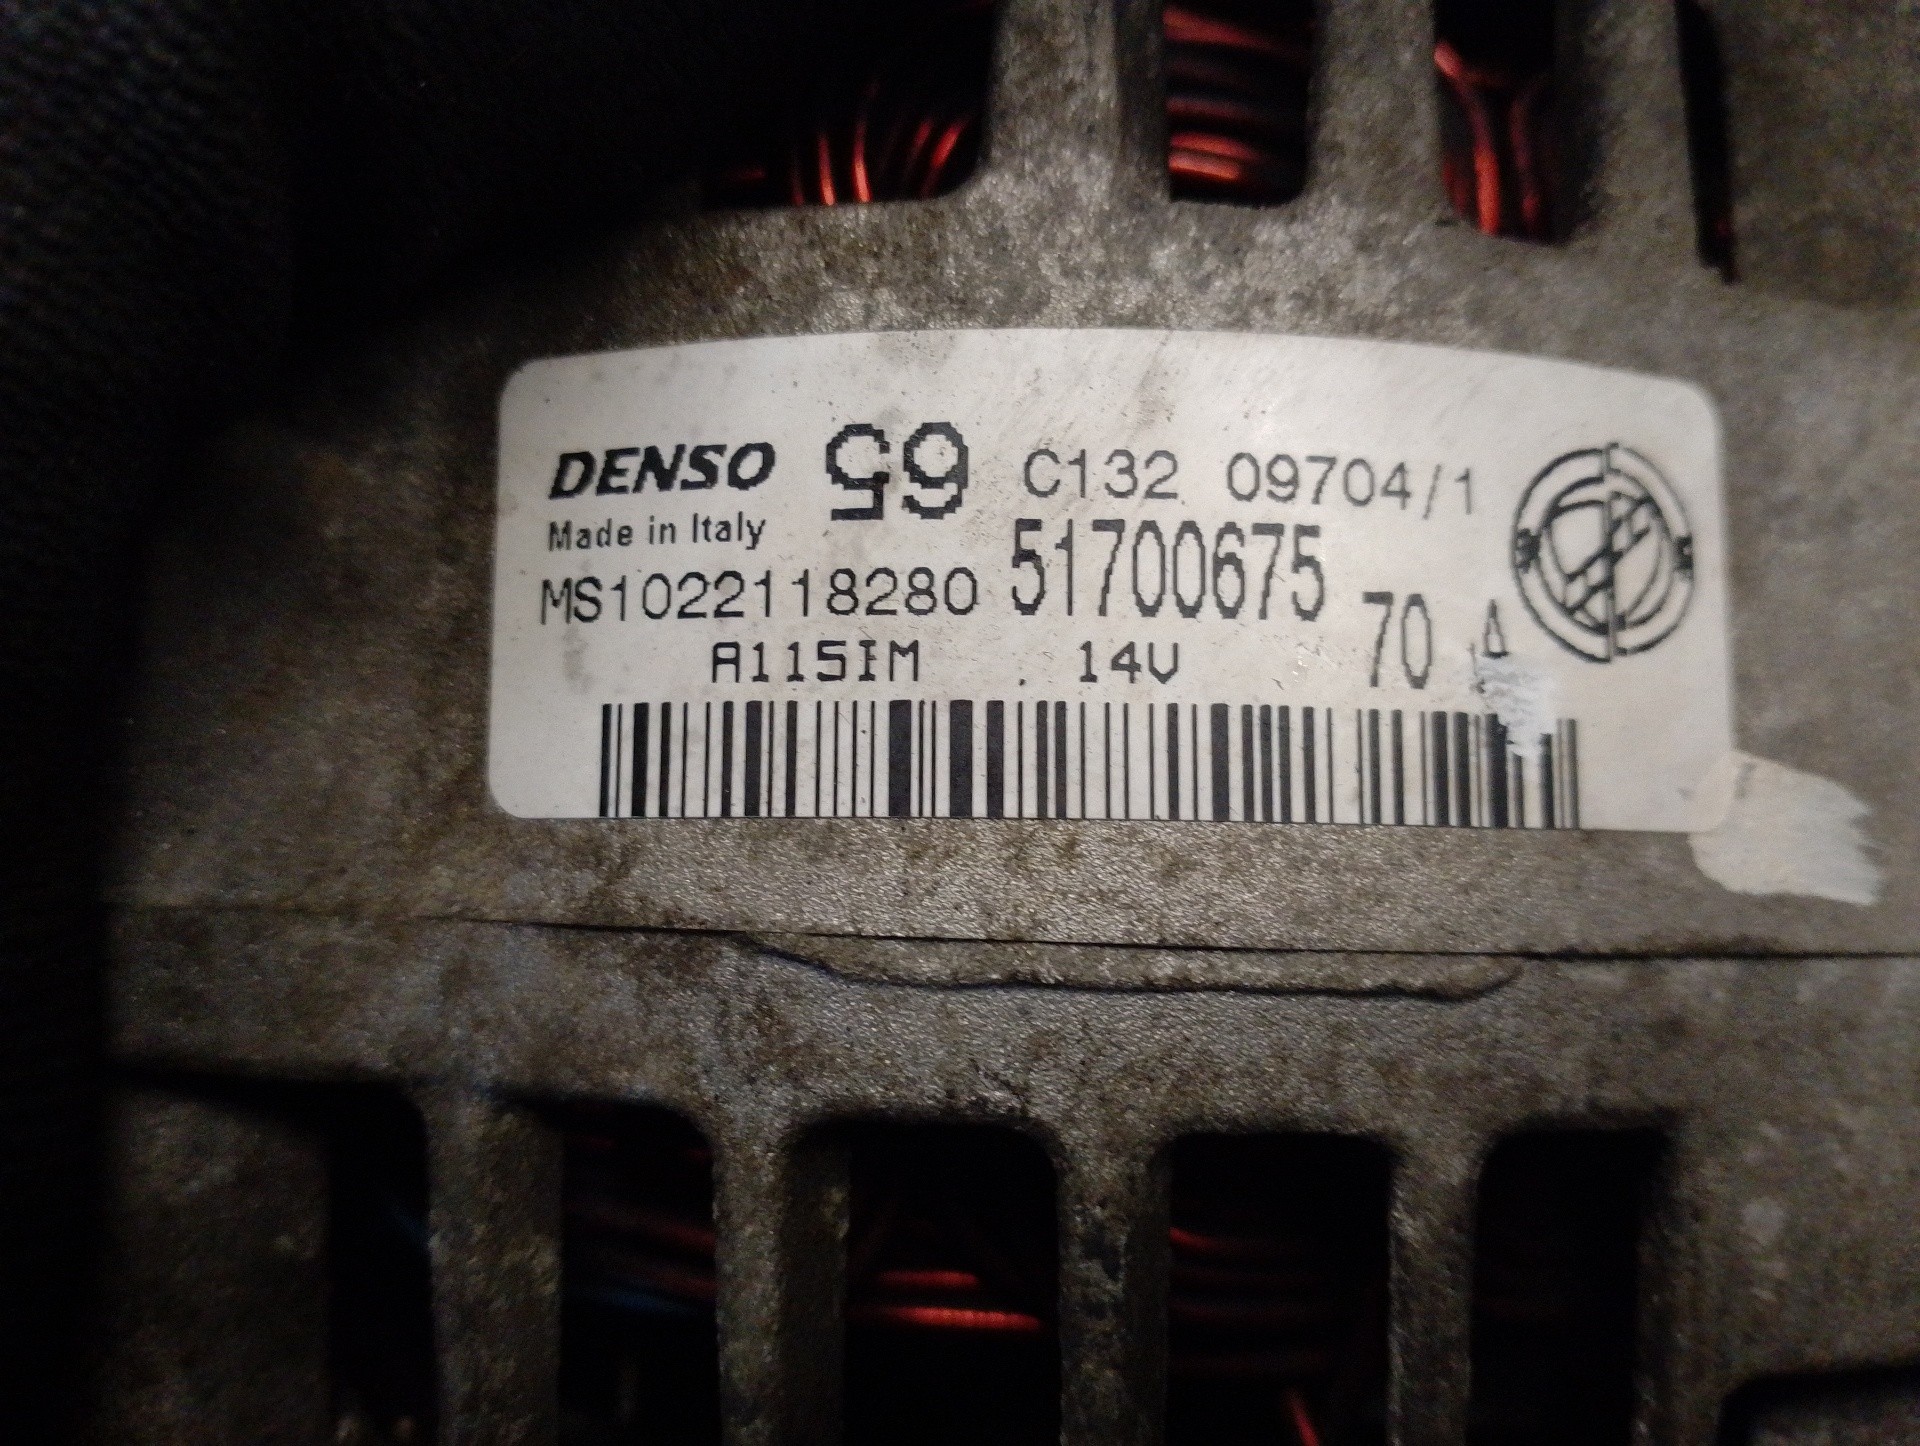 DENSO 65 C132 09704/1
Made in Italy
MS1022118280 51700675
A115IM . 14V 70 A